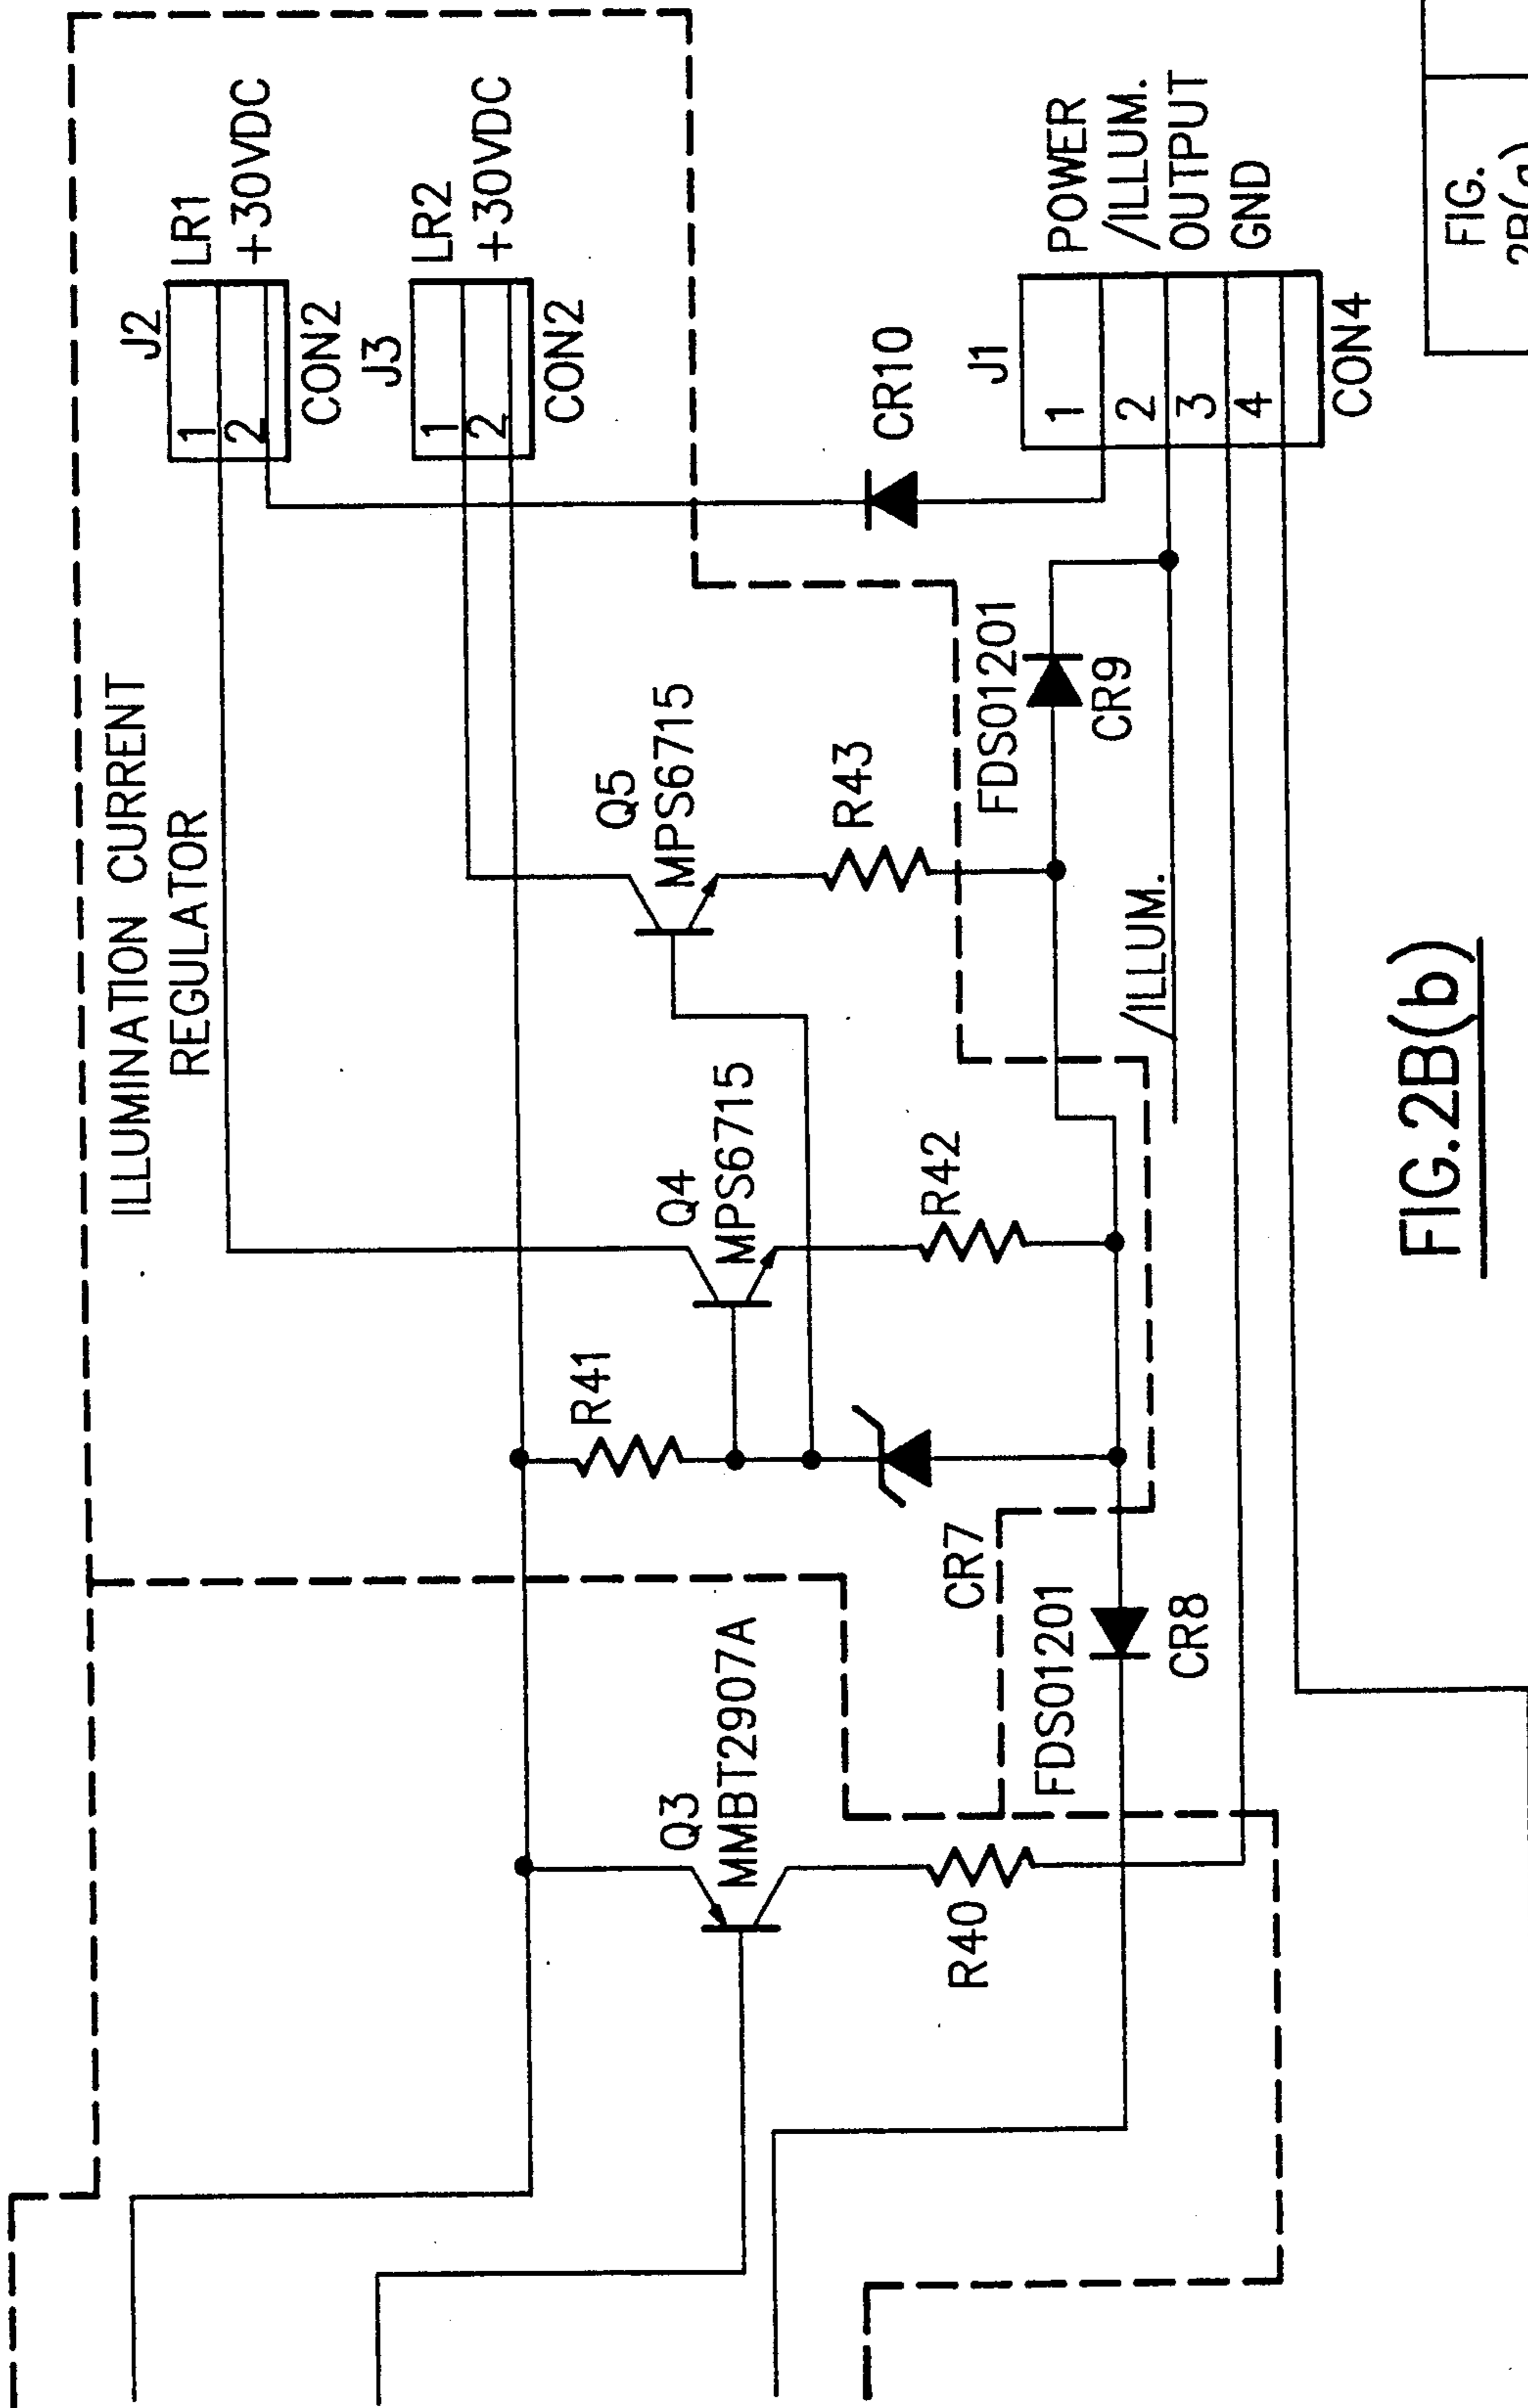 ILLUMINATION CURRENT
REGULATOR
J2
1
2
LR1
+30VDC
CON2
J3
1
2
LR2
+30VDC
CON2
Q5
MPS6715
R43
Q4
MPS6715
R42
R41
CR7
Q3
MMBT2907A
R40
FDS01201
CR8
FDS01201
CR9
/ILLUM.
CR10
J1
1
2
3
4
POWER
/ILLUM.
OUTPUT
GND
CON4
FIG.2B(b)
FIG.
2B(a)